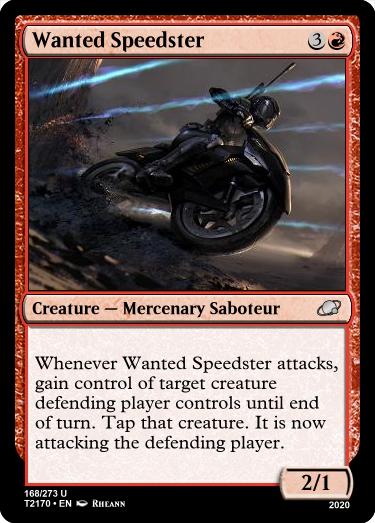 Wanted Speedster 3
Creature — Mercenary Saboteur
Whenever Wanted Speedster attacks,
gain control of target creature
defending player controls until end
of turn. Tap that creature. It is now
attacking the defending player.
2/1
168/273 U
T2170 • EN Rheann
2020